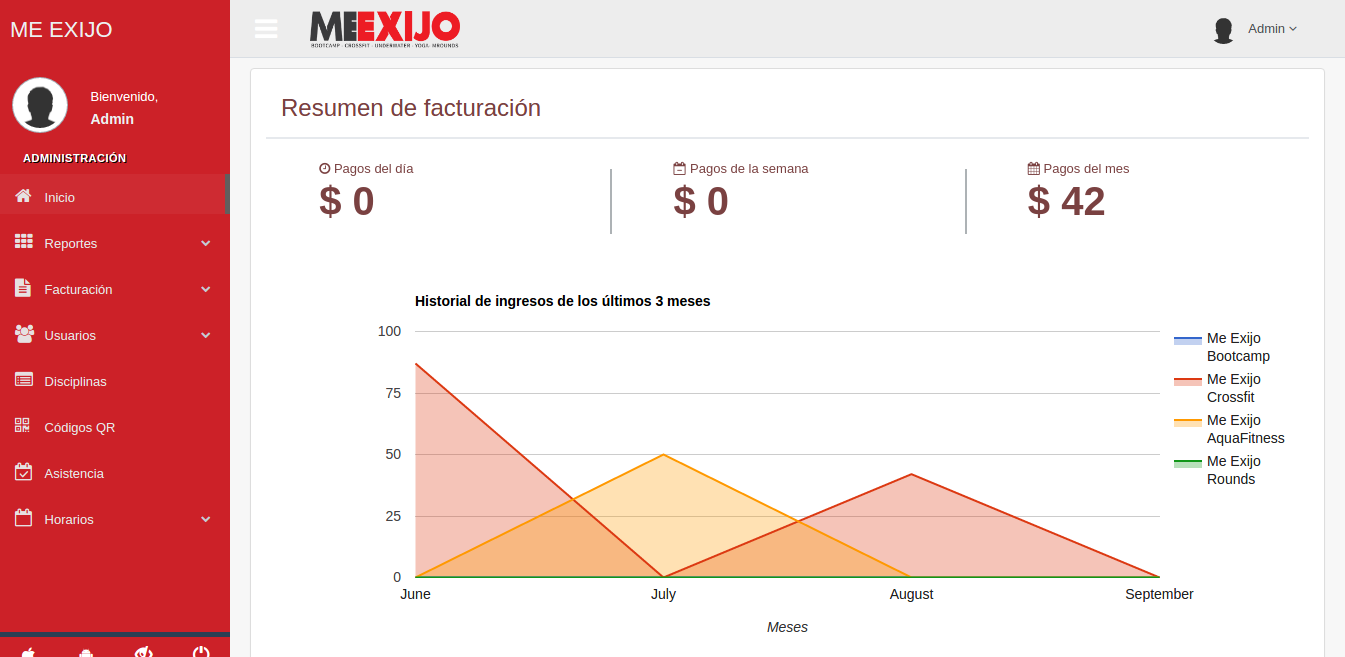 ME EXIJO
Bienvenido,
Admin
ADMINISTRACIÓN
Inicio
Reportes
Facturación
Usuarios
Disciplinas
Códigos QR
Asistencia
Horarios
MEEXIJO
BOOTCAMP · CROSSFIT · UNDERWATER · YOGA · MROUNDS
Admin
Resumen de facturación
Pagos del día
$ 0
Pagos de la semana
$ 0
Pagos del mes
$ 42
Historial de ingresos de los últimos 3 meses
100
75
50
25
0
June July August September
Meses
Me Exijo
Bootcamp
Me Exijo
Crossfit
Me Exijo
AquaFitness
Me Exijo
Rounds